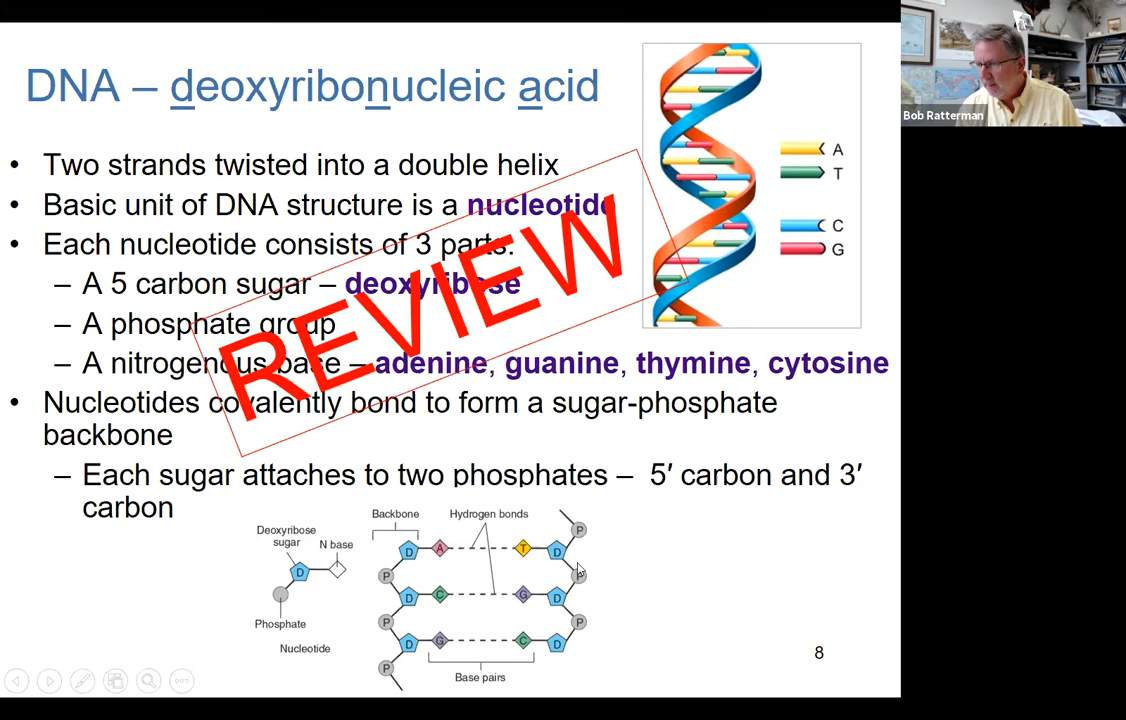 DNA – deoxyribonucleic acid
• Two strands twisted into a double helix
• Basic unit of DNA structure is a nucleotide
• Each nucleotide consists of 3 parts:
– A 5 carbon sugar – deoxyribose
– A phosphate group
– A nitrogenous base – adenine, guanine, thymine, cytosine
• Nucleotides covalently bond to form a sugar-phosphate
backbone
– Each sugar attaches to two phosphates – 5′ carbon and 3′
carbon
REVIEW
A
T
C
G
Bob Ratterman
Deoxyribose
sugar
N base
D
Phosphate
Nucleotide
Backbone
Hydrogen bonds
P
D A T D
P P
D C G D
P P
D G C D
P
Base pairs
8